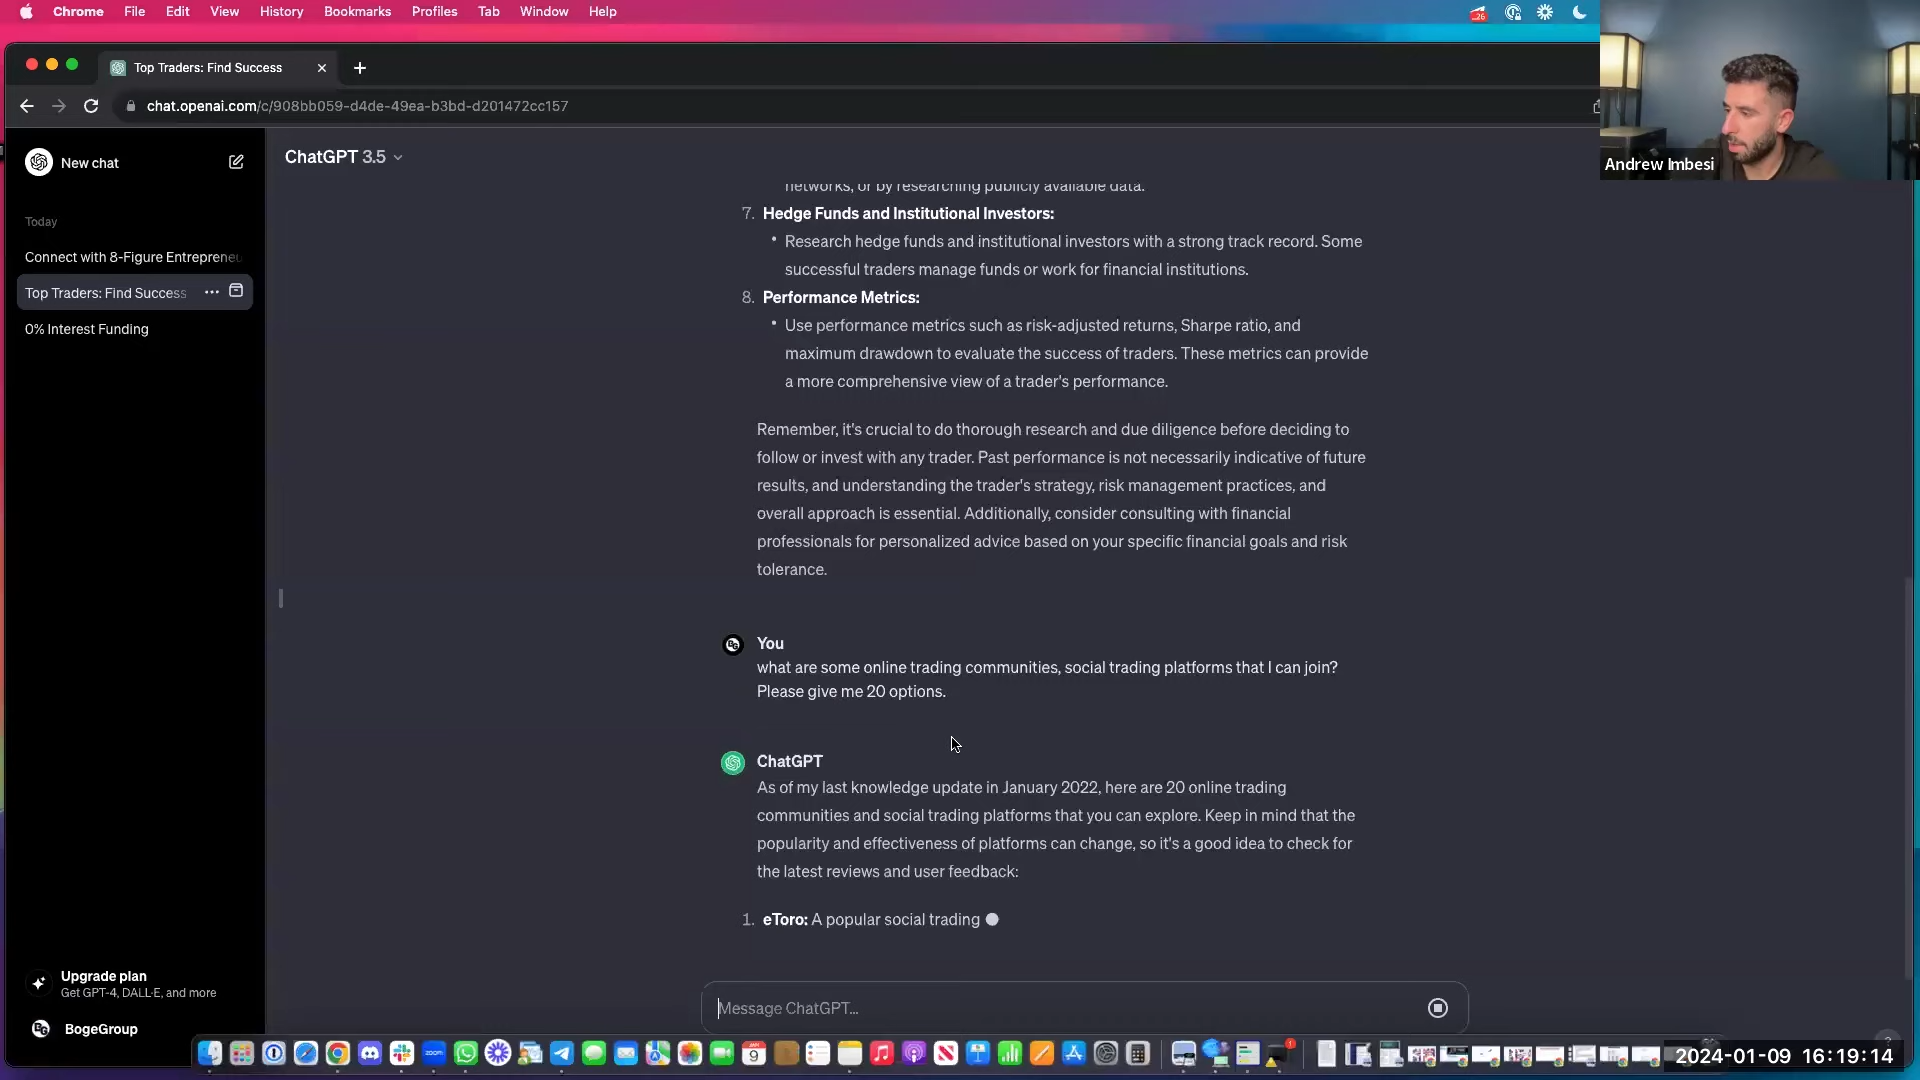 Chrome File Edit View History Bookmarks Profiles Tab Window Help
26
Top Traders: Find Success
chat.openai.com/c/908bb059-d4de-49ea-b3bd-d201472cc157
Andrew Imbesi
New chat
Today
Connect with 8-Figure Entrepreneu
Top Traders: Find Success
0% Interest Funding
Upgrade plan
Get GPT-4, DALL·E, and more
BogeGroup
ChatGPT 3.5
networks, or by researching publicly available data.
7. Hedge Funds and Institutional Investors:
• Research hedge funds and institutional investors with a strong track record. Some
successful traders manage funds or work for financial institutions.
8. Performance Metrics:
• Use performance metrics such as risk-adjusted returns, Sharpe ratio, and
maximum drawdown to evaluate the success of traders. These metrics can provide
a more comprehensive view of a trader's performance.
Remember, it's crucial to do thorough research and due diligence before deciding to
follow or invest with any trader. Past performance is not necessarily indicative of future
results, and understanding the trader's strategy, risk management practices, and
overall approach is essential. Additionally, consider consulting with financial
professionals for personalized advice based on your specific financial goals and risk
tolerance.
You
what are some online trading communities, social trading platforms that I can join?
Please give me 20 options.
ChatGPT
As of my last knowledge update in January 2022, here are 20 online trading
communities and social trading platforms that you can explore. Keep in mind that the
popularity and effectiveness of platforms can change, so it's a good idea to check for
the latest reviews and user feedback:
1. eToro: A popular social trading
Message ChatGPT...
zoom
9
2024-01-09 16:19:14